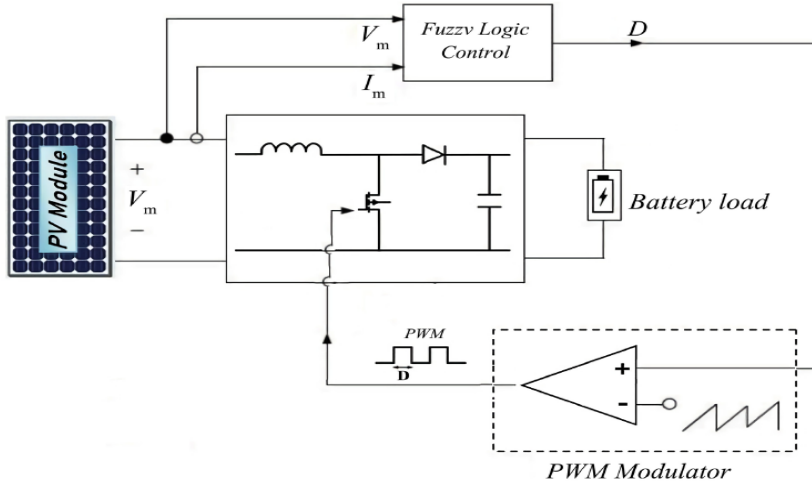 Vm
Fuzzv Logic
Control
D
Im
PV Module
+
Vm
−
Battery load
PWM
D
+
-
PWM Modulator